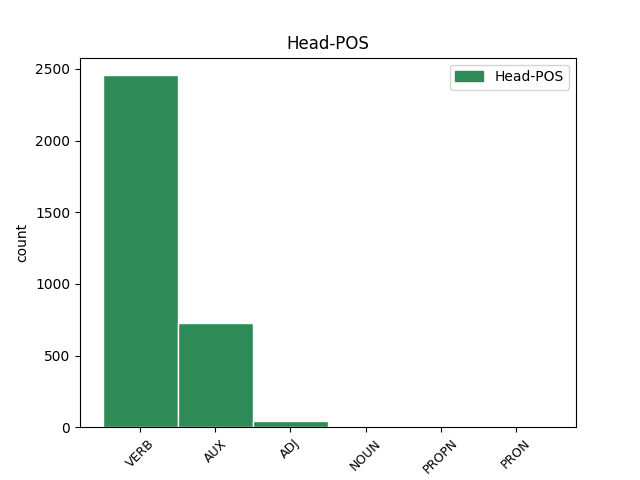 Head-POS
Head-POS
2500
2000
1500
1000
500
0
count
VERB
AUX
ADJ
NOUN
PROPN
PRON